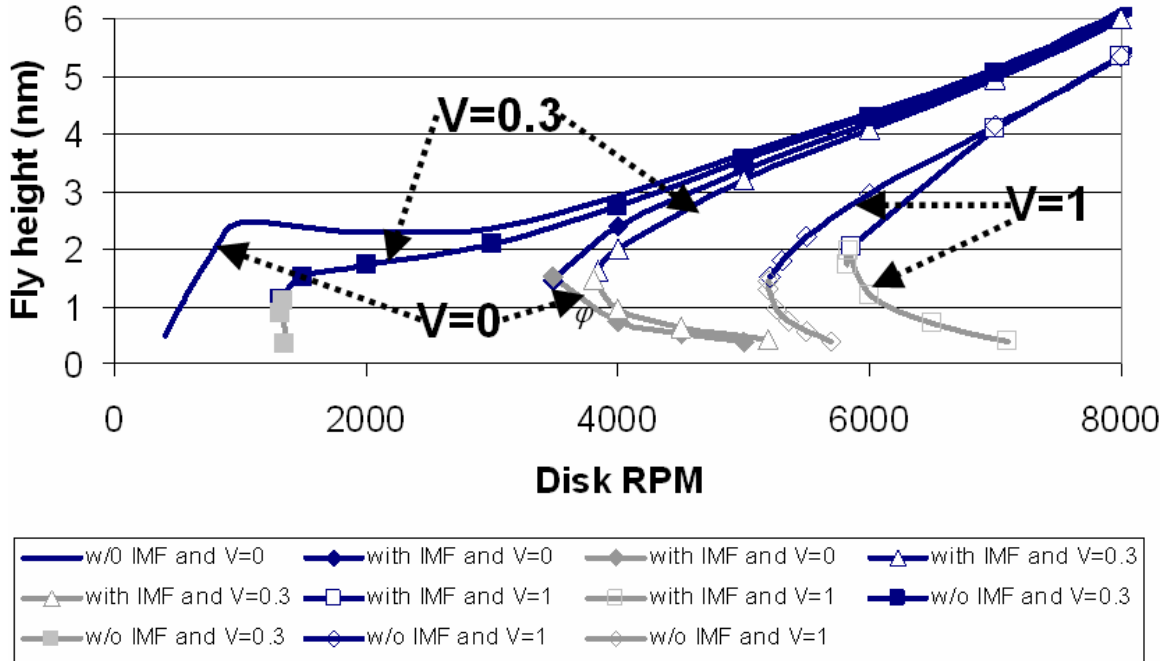 6
5
4
3
2
1
0
Fly height (nm)
V=0.3
V=1
V=0
φ
0 2000 4000 6000 8000
Disk RPM
w/0 IMF and V=0 with IMF and V=0 with IMF and V=0 with IMF and V=0.3
with IMF and V=0.3 with IMF and V=1 with IMF and V=1 w/o IMF and V=0.3
w/o IMF and V=0.3 w/o IMF and V=1 w/o IMF and V=1